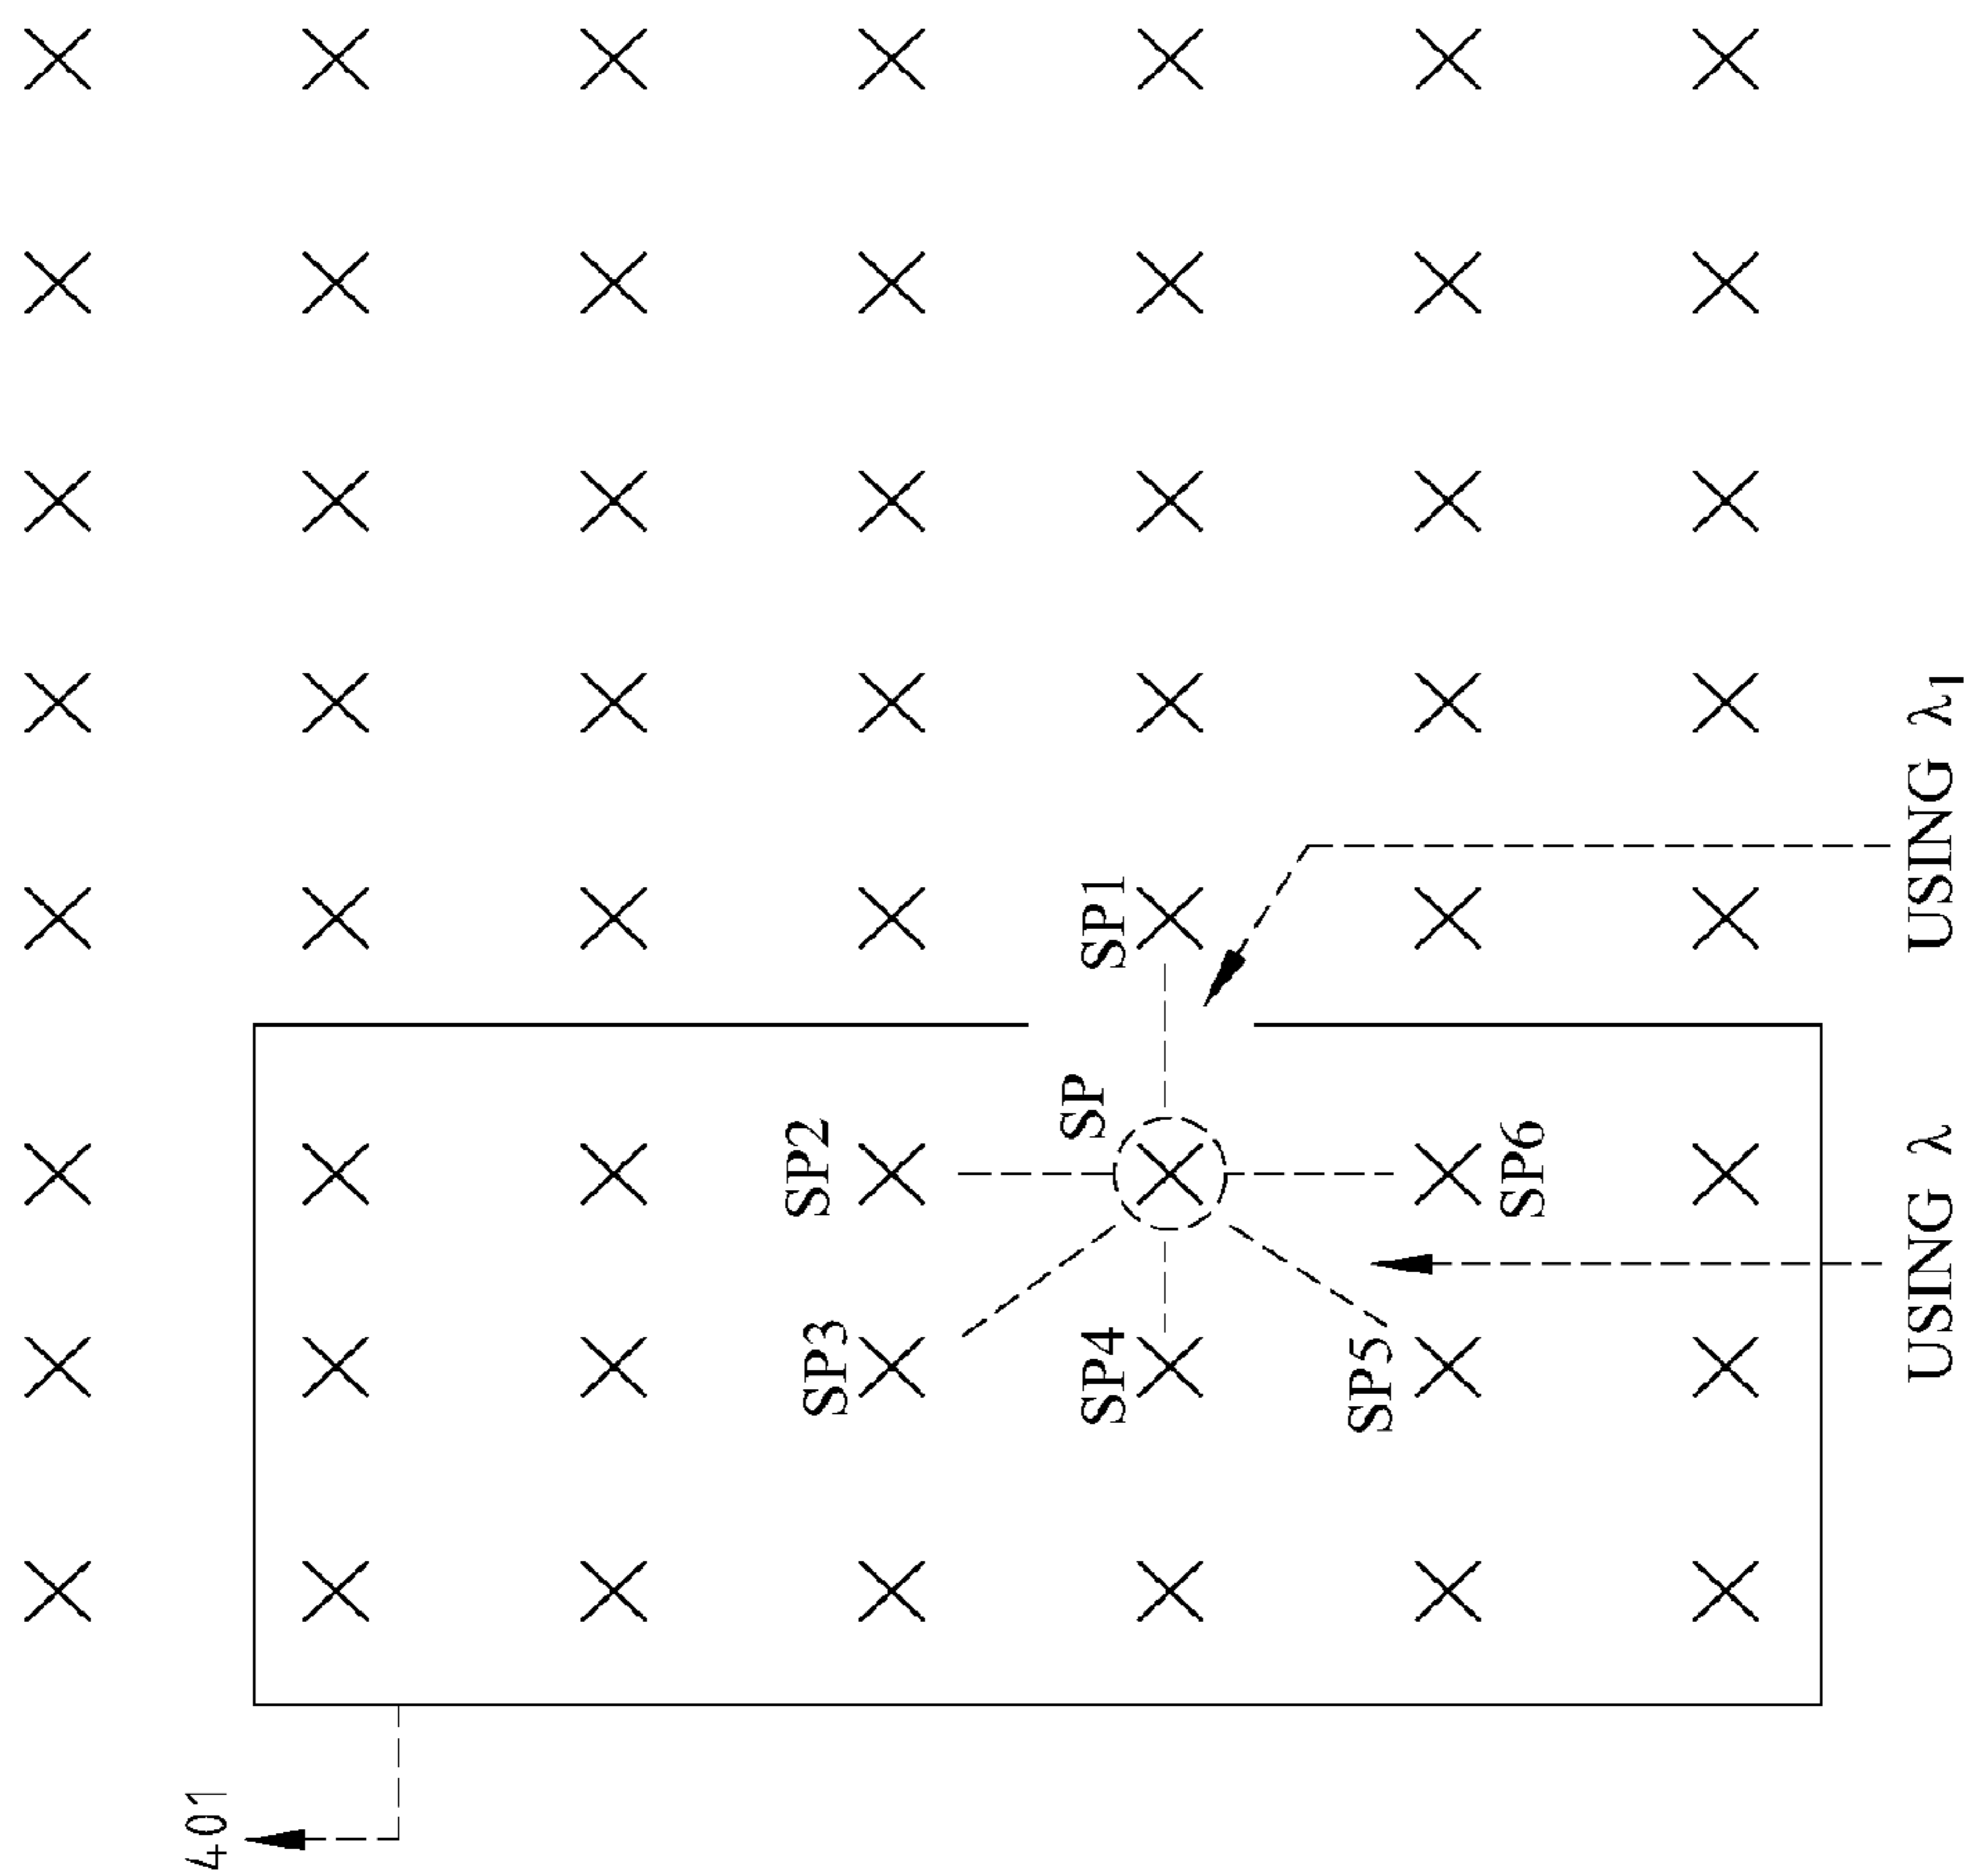 401
SP3
SP2
SP4
SP
SP1
SP5
SP6
USING λ
USING λ1